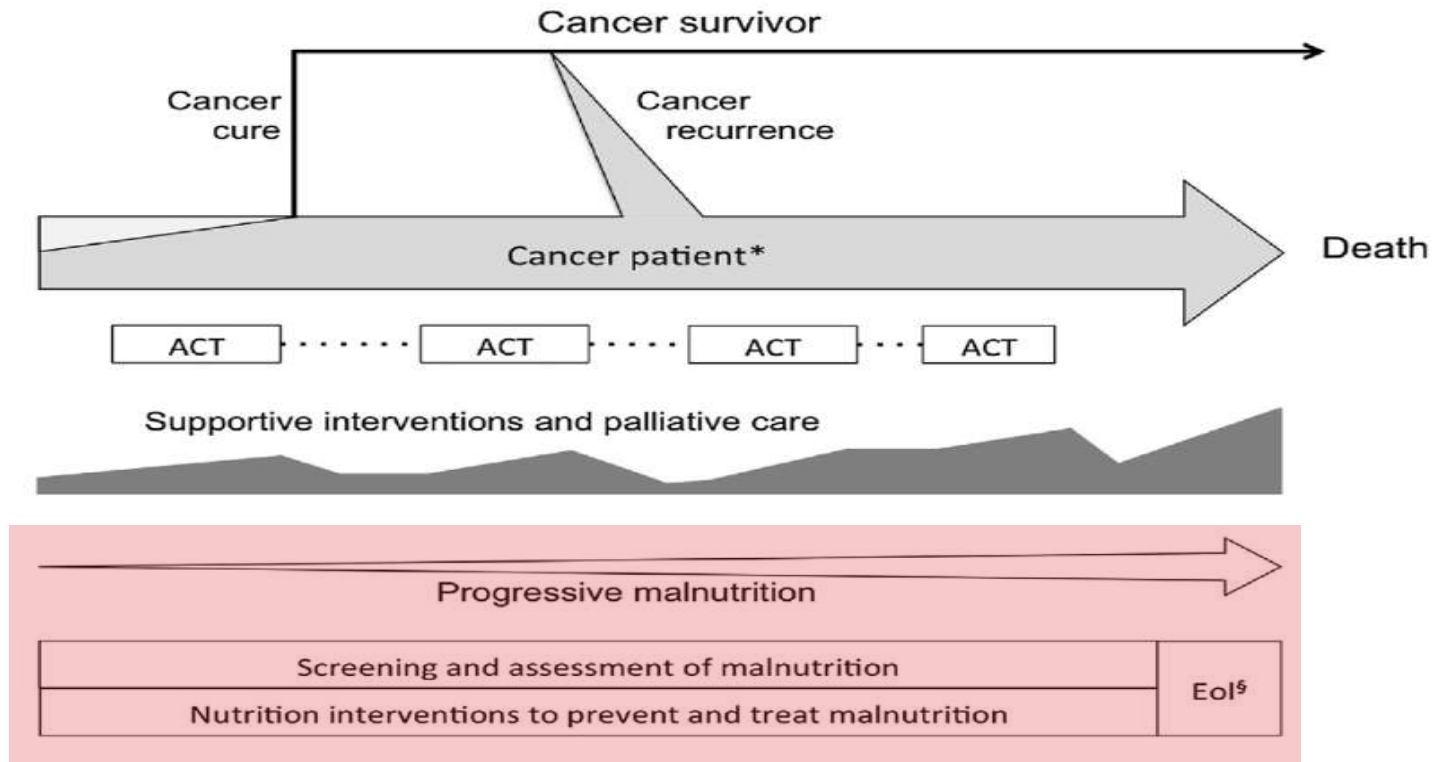 Cancer survivor
Cancer
cure
Cancer
recurrence
Cancer patient*
Death
ACT
ACT
ACT
ACT
Supportive interventions and palliative care
Progressive malnutrition
Screening and assessment of malnutrition
Eol§
Nutrition interventions to prevent and treat malnutrition